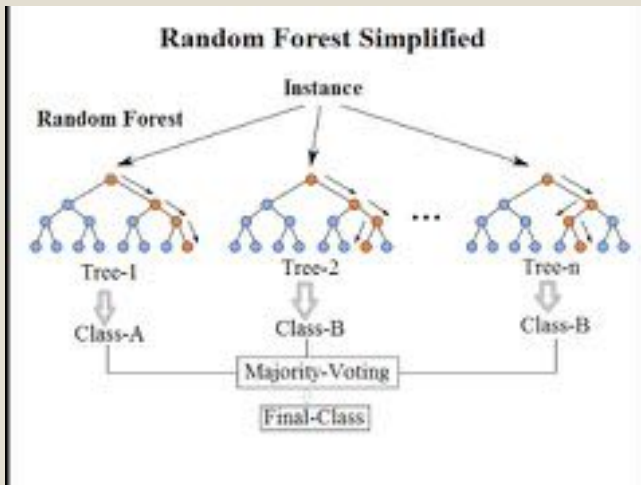 Random Forest Simplified
Instance
Random Forest
...
Tree-1 Tree-2 Tree-n
Class-A Class-B Class-B
Majority-Voting
Final-Class